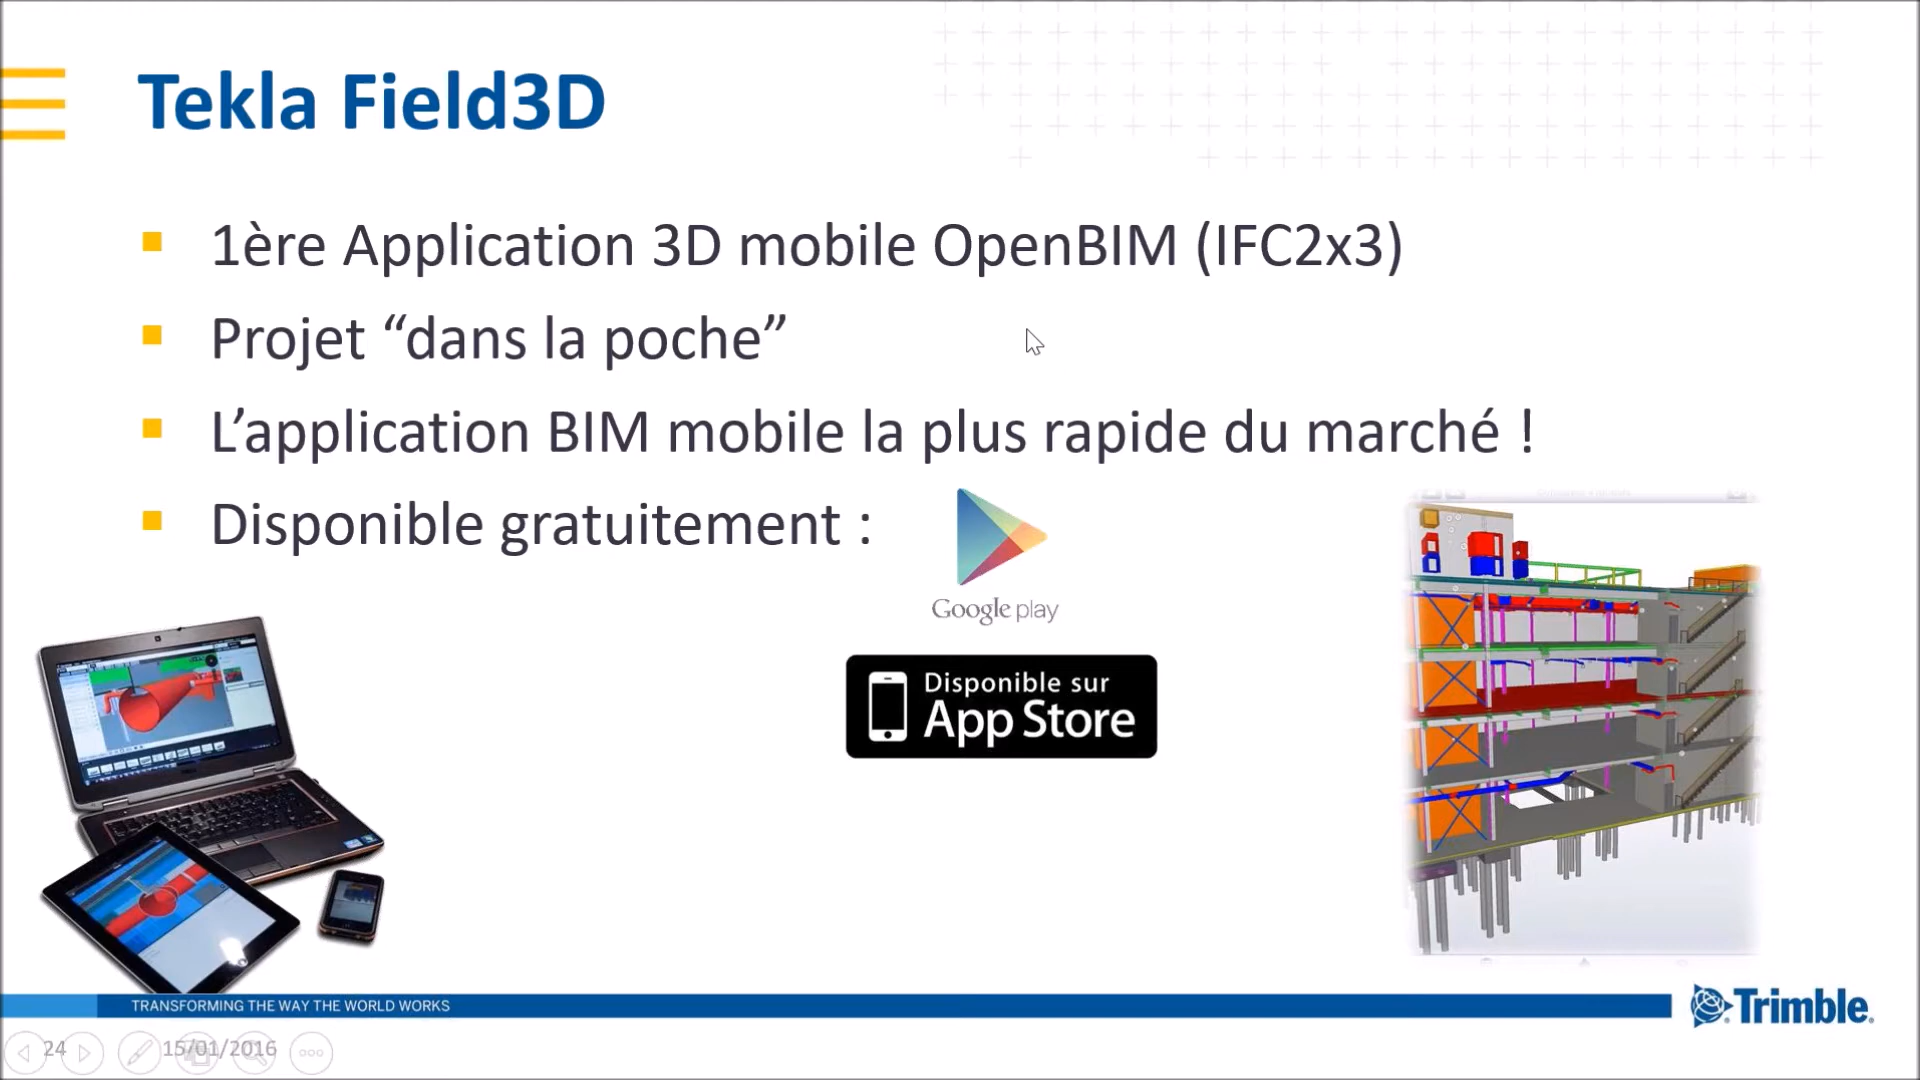 Tekla Field3D
1ère Application 3D mobile OpenBIM (IFC2x3)
Projet “dans la poche”
L’application BIM mobile la plus rapide du marché !
Disponible gratuitement :
Google play
Disponible sur
App Store
TRANSFORMING THE WAY THE WORLD WORKS
Trimble.
24
15/01/2016